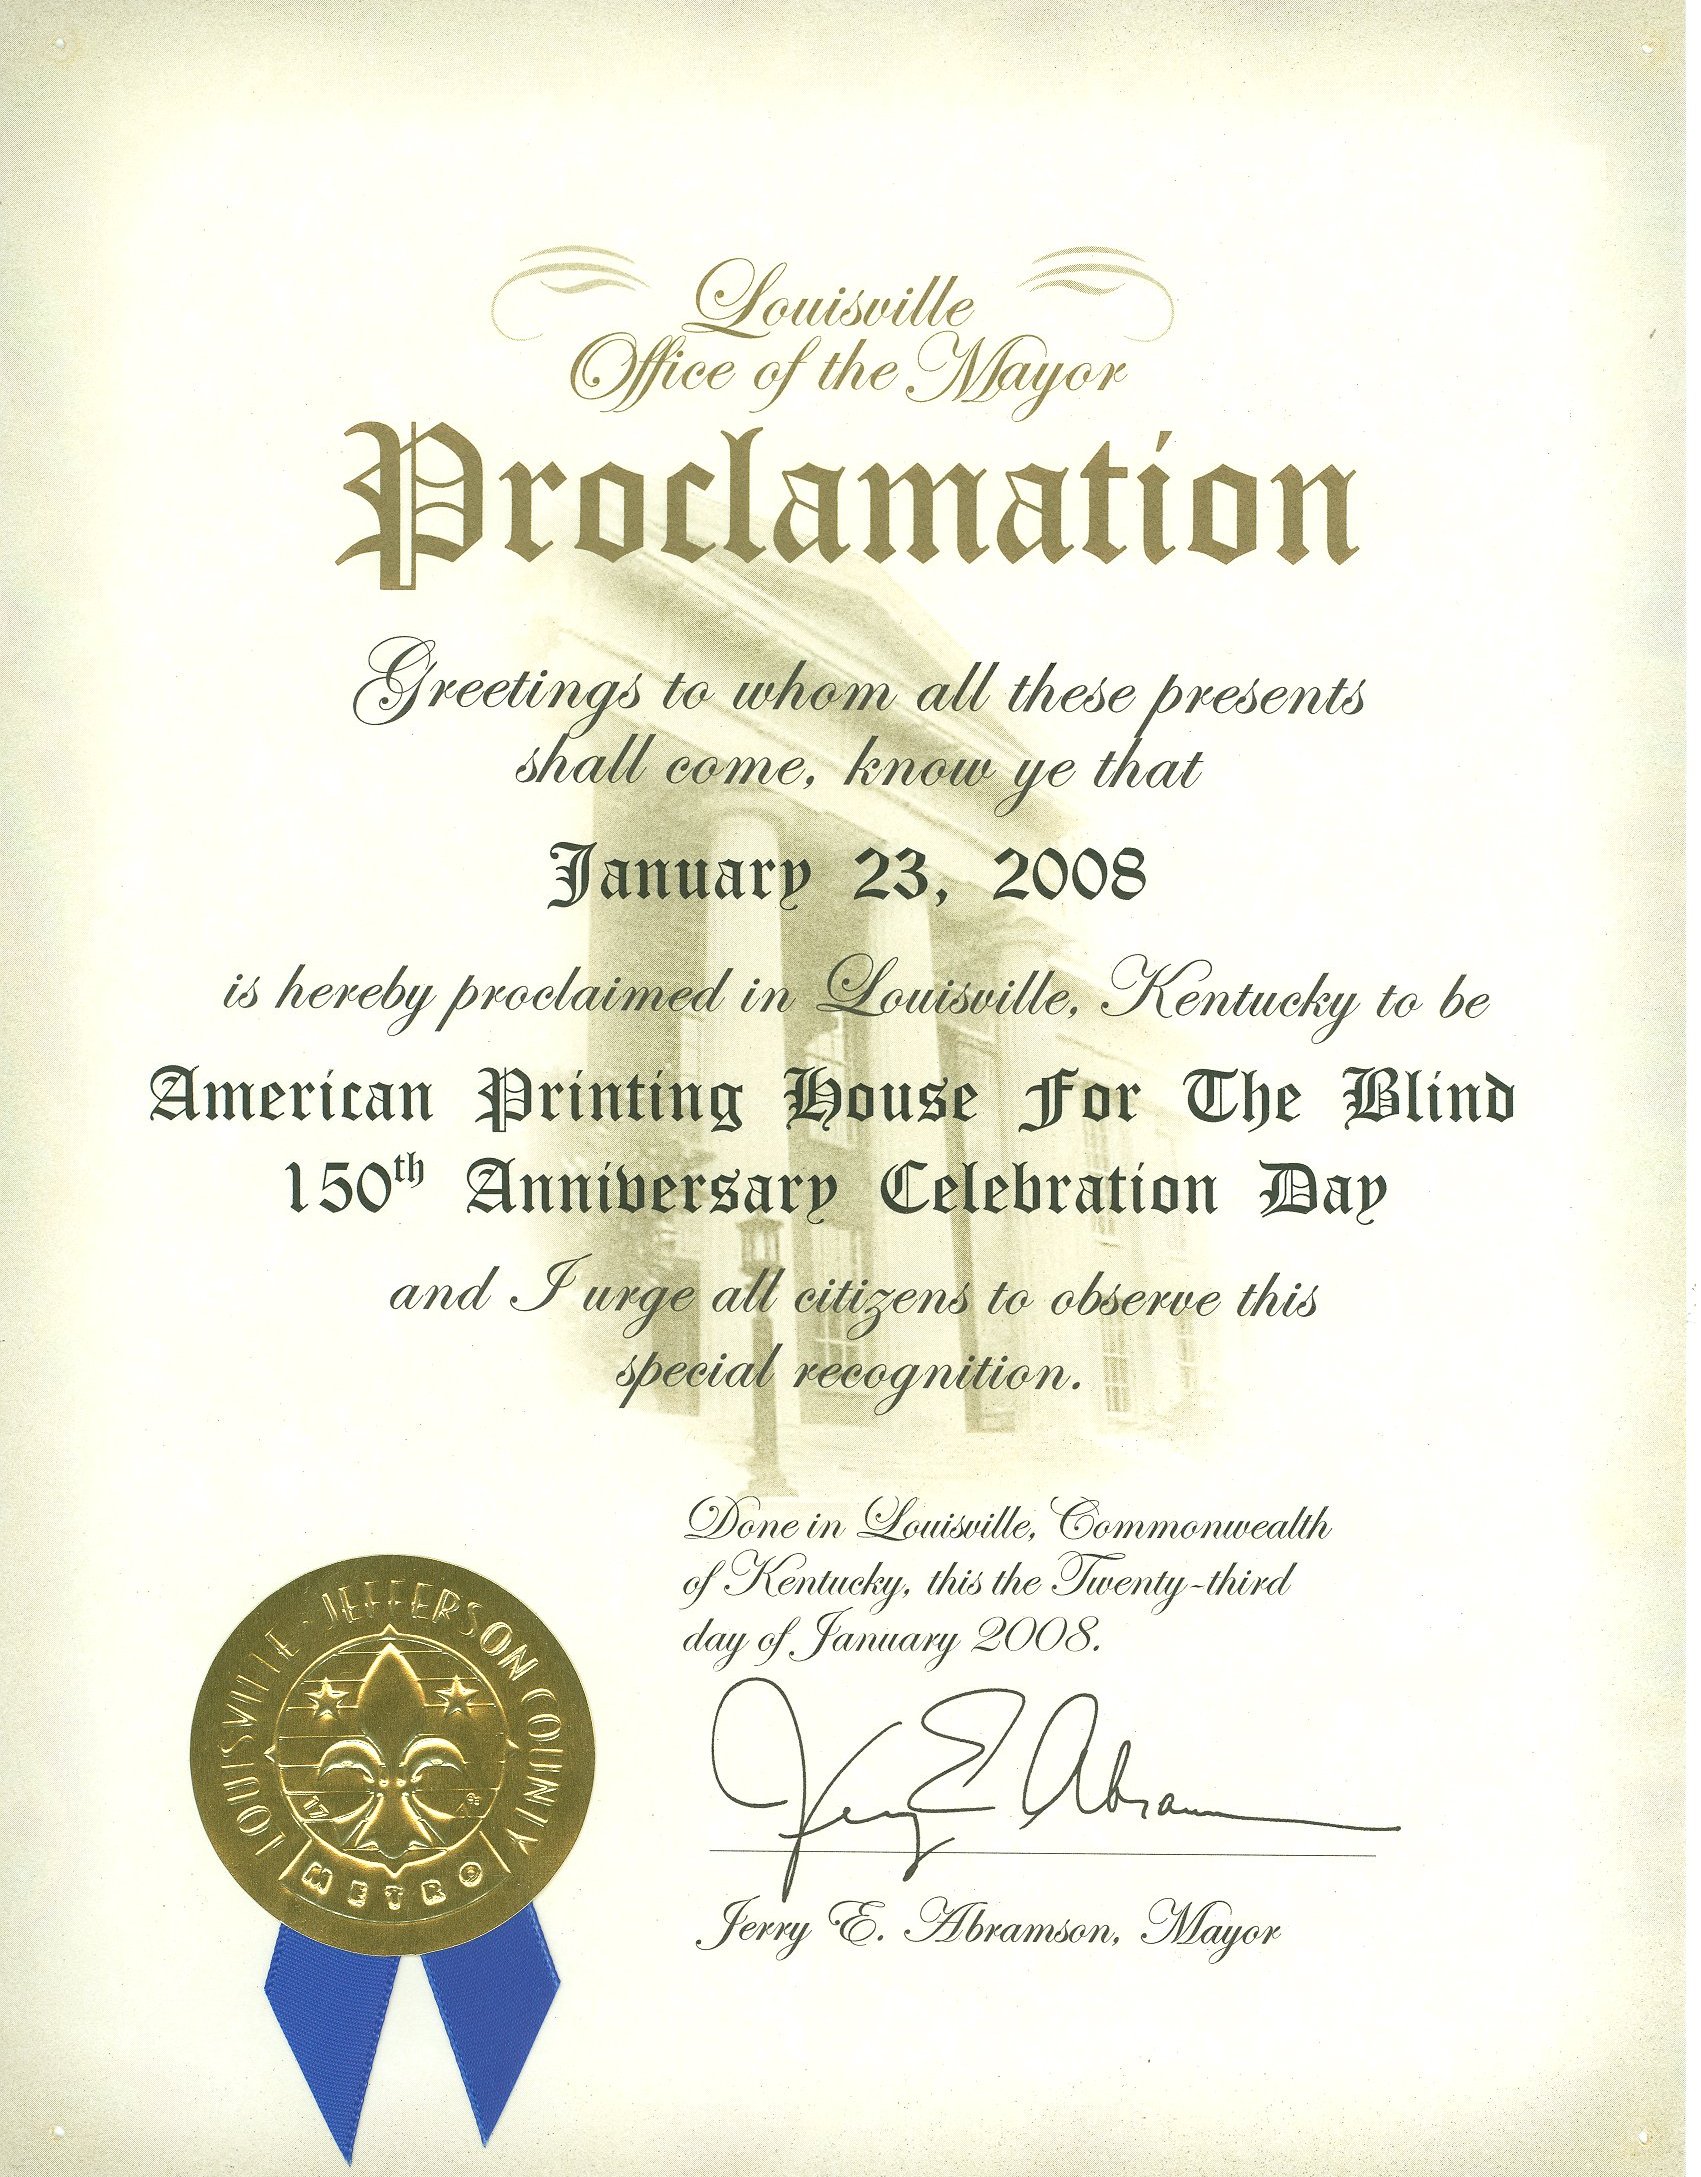 Louisville
Office of the Mayor
Proclamation
Greetings to whom all these presents
shall come, know ye that
January 23, 2008
is hereby proclaimed in Louisville, Kentucky to be
American Printing House For The Blind
150th Anniversary Celebration Day
and I urge all citizens to observe this
special recognition.
Done in Louisville, Commonwealth
of Kentucky, this the Twenty-third
day of January 2008.
Jerry E Abramson
Jerry E. Abramson, Mayor
LOUISVILLE · JEFFERSON COUNTY
17
METRO